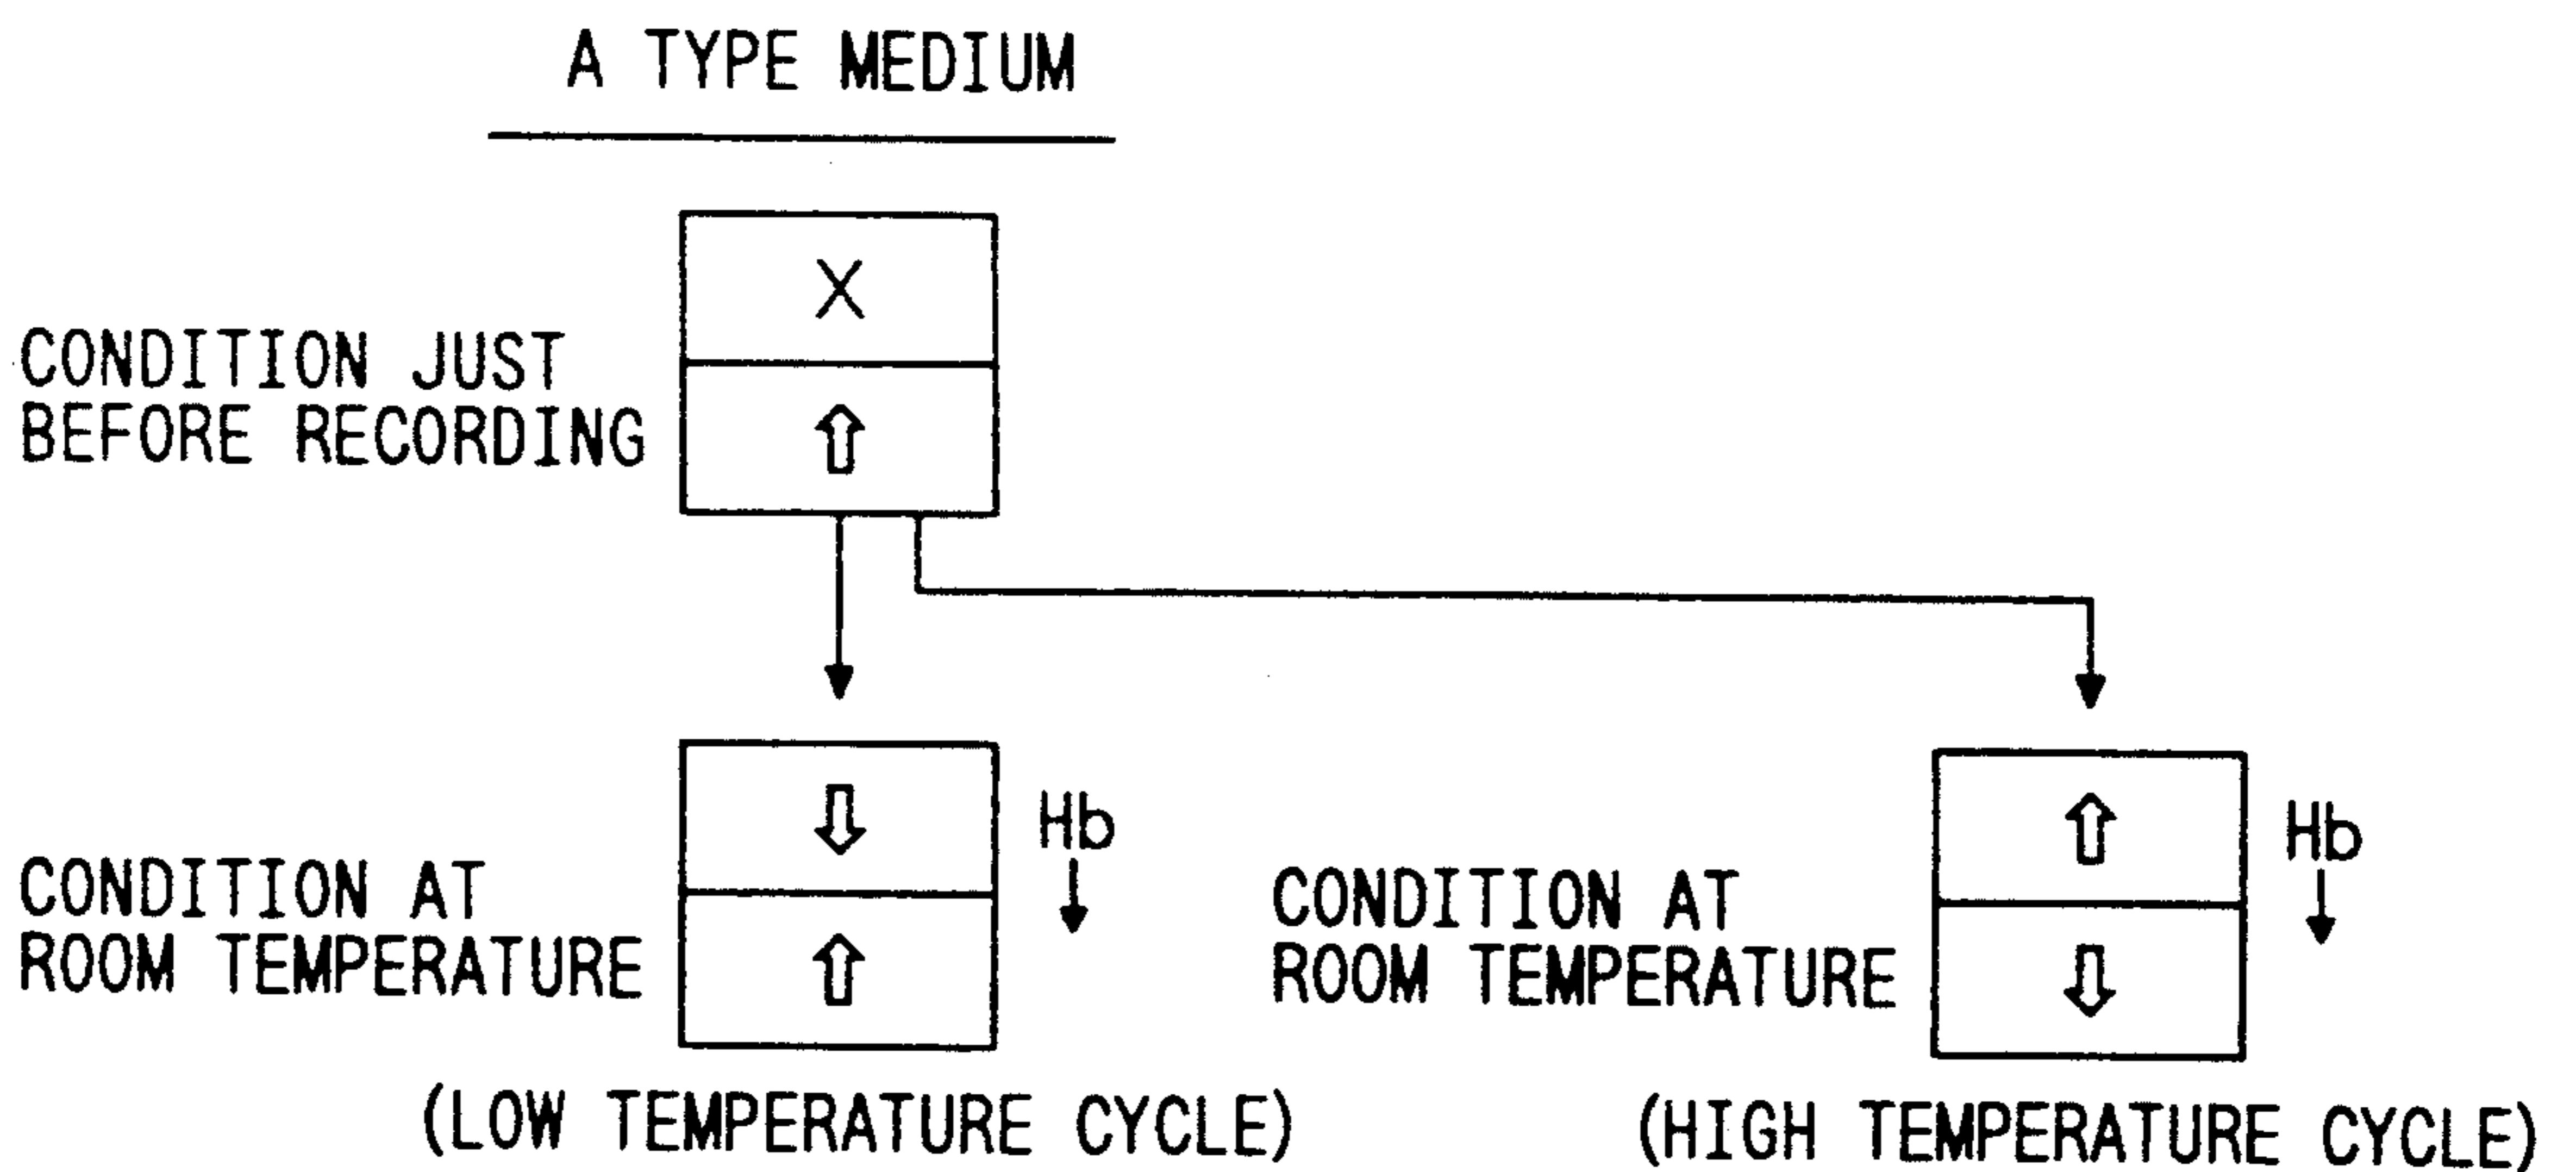 A TYPE MEDIUM
X
CONDITION JUST
BEFORE RECORDING
Hb
CONDITION AT
ROOM TEMPERATURE
(LOW TEMPERATURE CYCLE)
Hb
CONDITION AT
ROOM TEMPERATURE
(HIGH TEMPERATURE CYCLE)